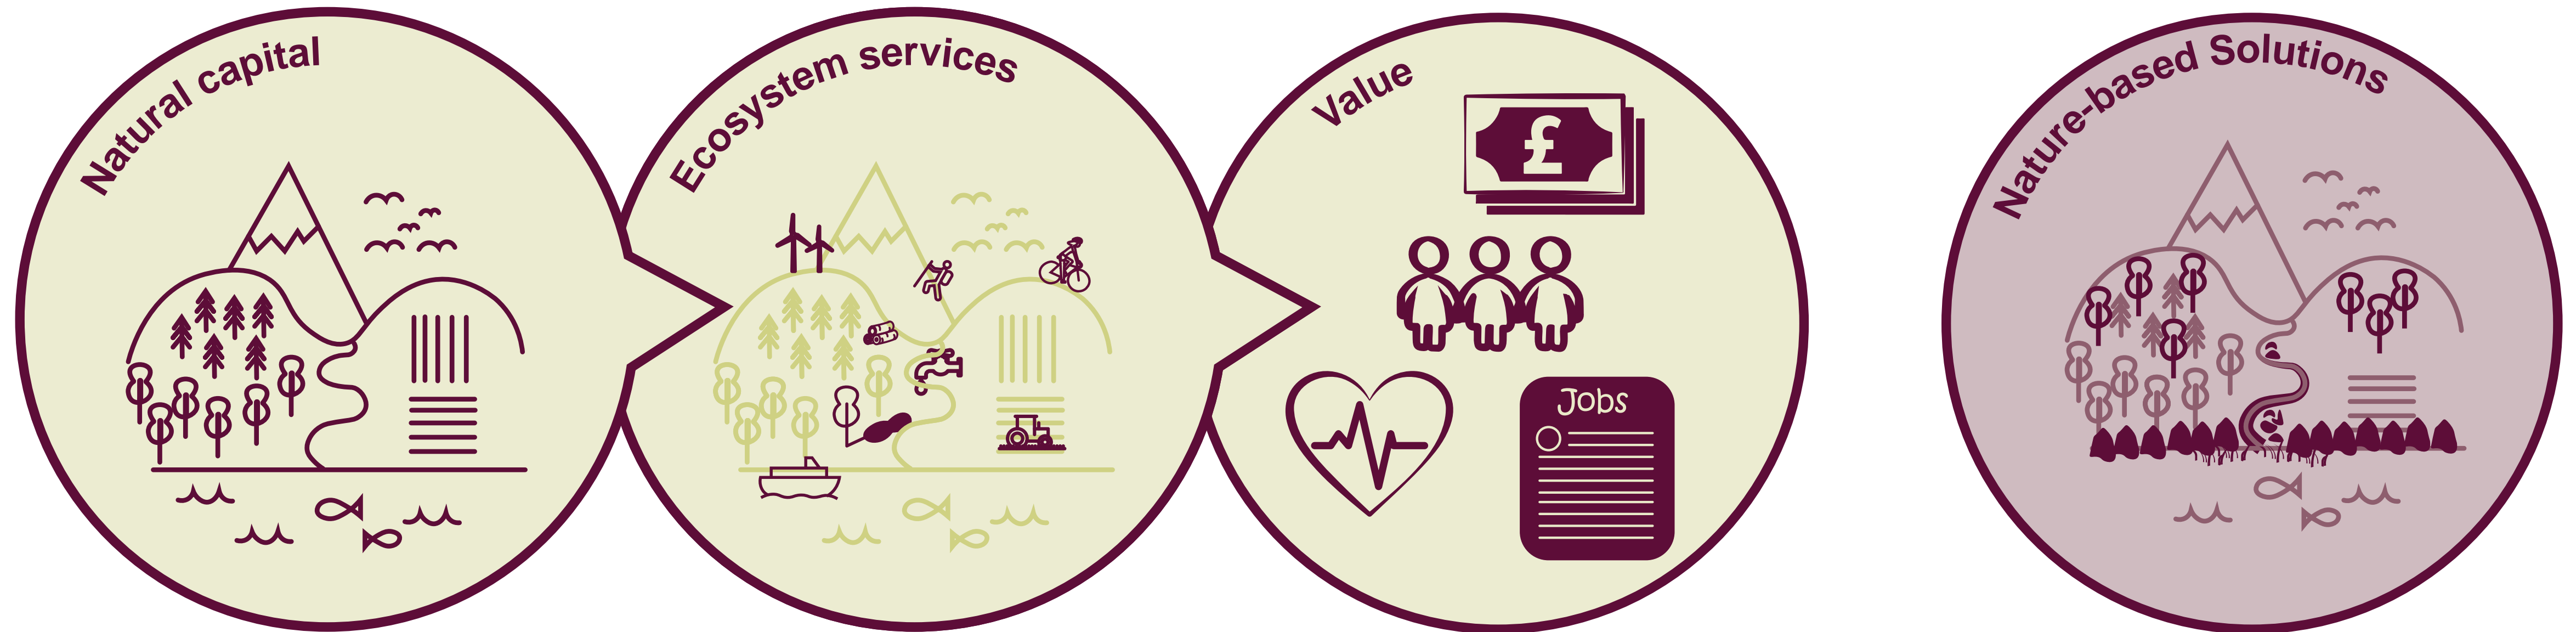 Natural capital
Ecosystem services
Value
£
Jobs
Nature-based Solutions